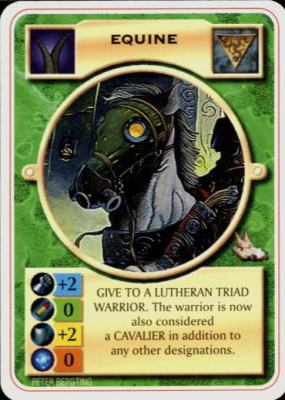 EQUINE
+2
0
+2
0
GIVE TO A LUTHERAN TRIAD
WARRIOR. The warrior is now
also considered
a CAVALIER in addition to
any other designations.
PETER BERGTING